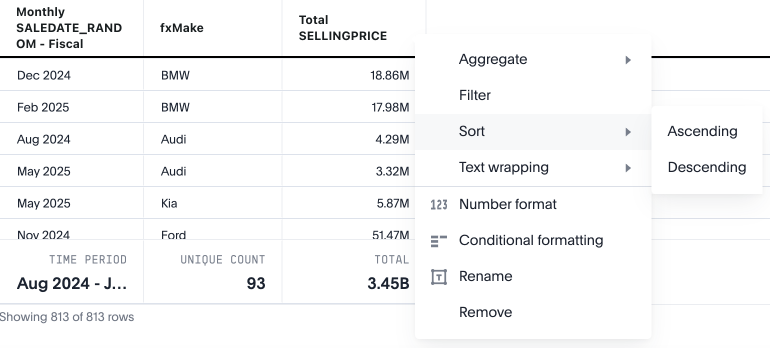 Monthly
SALEDATE_RAND
OM - Fiscal
fxMake
Total
SELLINGPRICE
Dec 2024 BMW 18.86M
Feb 2025 BMW 17.98M
Aug 2024 Audi 4.29M
May 2025 Audi 3.32M
May 2025 Kia 5.87M
Nov 2024 Ford 51.47M
TIME PERIOD UNIQUE COUNT TOTAL
Aug 2024 - J... 93 3.45B
Showing 813 of 813 rows
Aggregate
Filter
Sort
Text wrapping
123 Number format
Conditional formatting
T Rename
Remove
Ascending
Descending